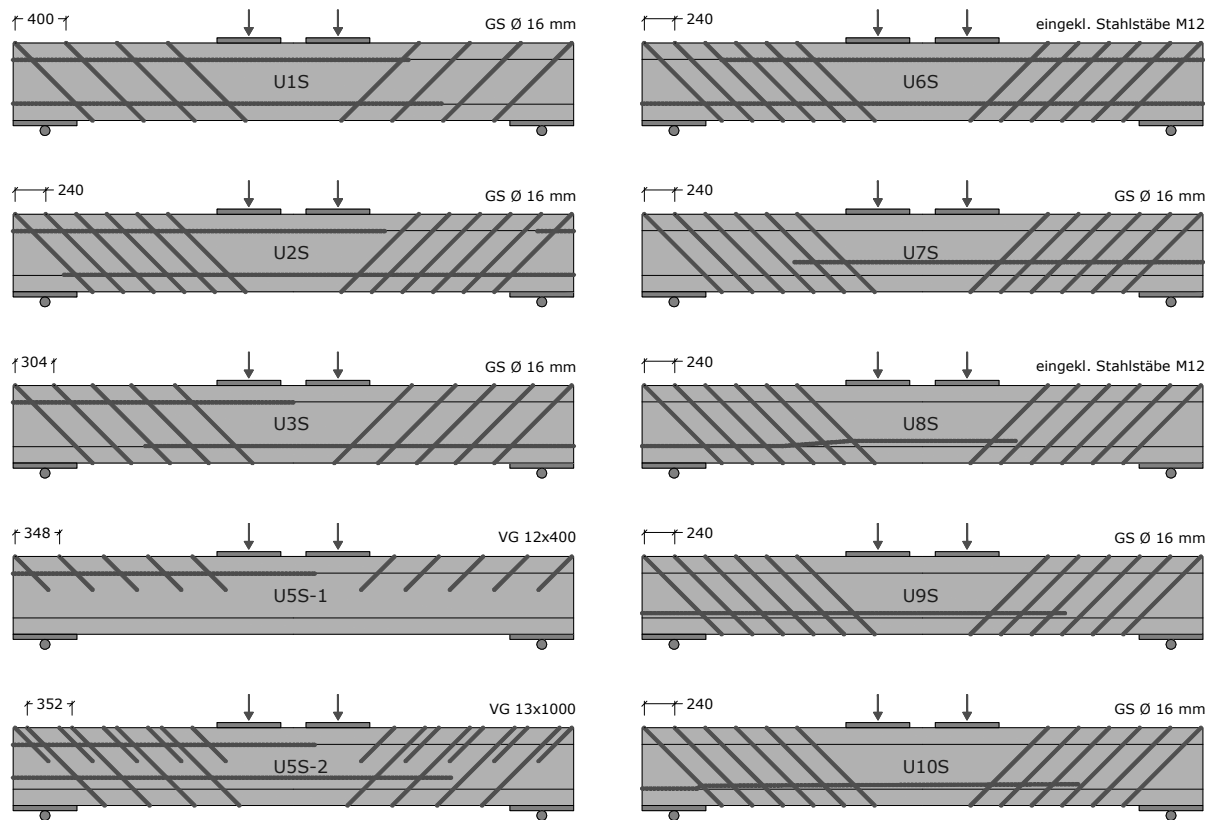 400
GS Ø 16 mm
U1S
240
GS Ø 16 mm
U2S
304
GS Ø 16 mm
U3S
348
VG 12x400
U5S-1
352
VG 13x1000
U5S-2
240
eingekl. Stahlstäbe M12
U6S
240
GS Ø 16 mm
U7S
240
eingekl. Stahlstäbe M12
U8S
240
GS Ø 16 mm
U9S
240
GS Ø 16 mm
U10S